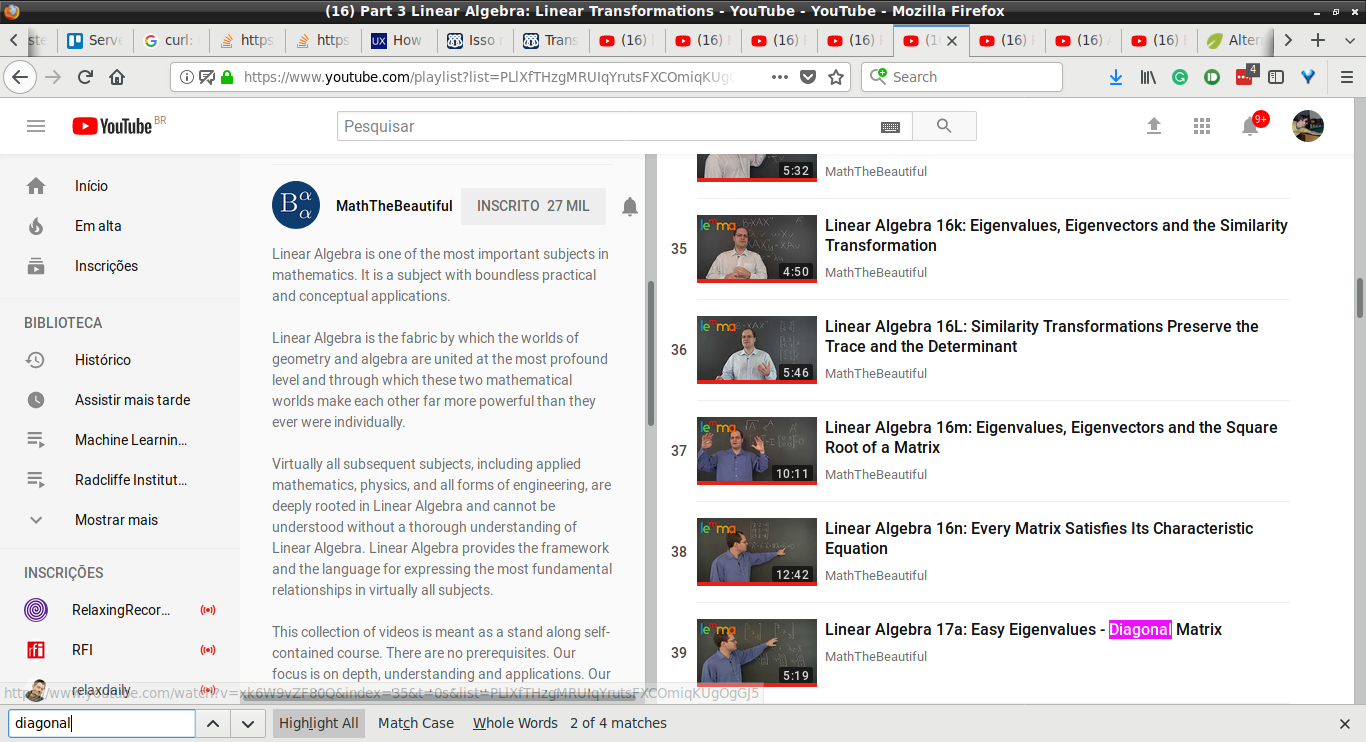 (16) Part 3 Linear Algebra: Linear Transformations - YouTube - YouTube - Mozilla Firefox
Serve
curl:
https
https
How
Isso
Trans
(16)
(16)
(16)
(16)
(16)
(16)
(16)
Alter
https://www.youtube.com/playlist?list=PLlXfTHzgMRUIqYrutsFXCOmiqKUgO
Search
4
YouTube BR
Pesquisar
9+
Início
Em alta
Inscrições
BIBLIOTECA
Histórico
Assistir mais tarde
Machine Learnin...
Radcliffe Institut...
Mostrar mais
INSCRIÇÕES
RelaxingRecor...
RFI
relaxdaily
MathTheBeautiful
INSCRITO 27 MIL
Linear Algebra is one of the most important subjects in
mathematics. It is a subject with boundless practical
and conceptual applications.
Linear Algebra is the fabric by which the worlds of
geometry and algebra are united at the most profound
level and through which these two mathematical
worlds make each other far more powerful than they
ever were individually.
Virtually all subsequent subjects, including applied
mathematics, physics, and all forms of engineering, are
deeply rooted in Linear Algebra and cannot be
understood without a thorough understanding of
Linear Algebra. Linear Algebra provides the framework
and the language for expressing the most fundamental
relationships in virtually all subjects.
This collection of videos is meant as a stand along self-
contained course. There are no prerequisites. Our
focus is on depth, understanding and applications. Our
5:32
MathTheBeautiful
35
lemma
4:50
Linear Algebra 16k: Eigenvalues, Eigenvectors and the Similarity
Transformation
MathTheBeautiful
36
lemma
5:46
Linear Algebra 16L: Similarity Transformations Preserve the
Trace and the Determinant
MathTheBeautiful
37
lemma
10:11
Linear Algebra 16m: Eigenvalues, Eigenvectors and the Square
Root of a Matrix
MathTheBeautiful
38
lemma
12:42
Linear Algebra 16n: Every Matrix Satisfies Its Characteristic
Equation
MathTheBeautiful
39
lemma
5:19
Linear Algebra 17a: Easy Eigenvalues - Diagonal Matrix
MathTheBeautiful
https://www.youtube.com/watch?v=xk6W9vZF80Q&index=35&t=0s&list=PLlXfTHzgMRUIqYrutsFXCOmiqKUgOgGJ5
diagonal
Highlight All
Match Case
Whole Words
2 of 4 matches